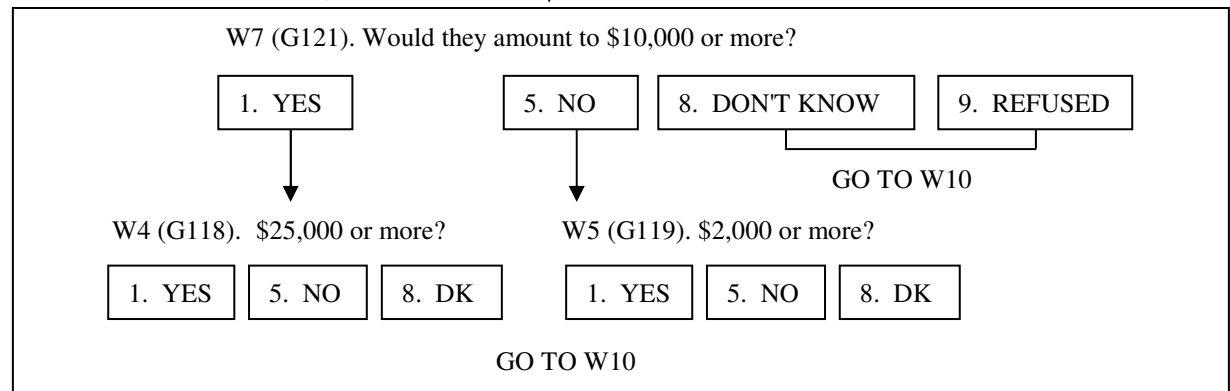 W7 (G121). Would they amount to $10,000 or more?
1. YES 5. NO 8. DON'T KNOW 9. REFUSED
GO TO W10
W4 (G118). $25,000 or more? W5 (G119). $2,000 or more?
1. YES 5. NO 8. DK 1. YES 5. NO 8. DK
GO TO W10